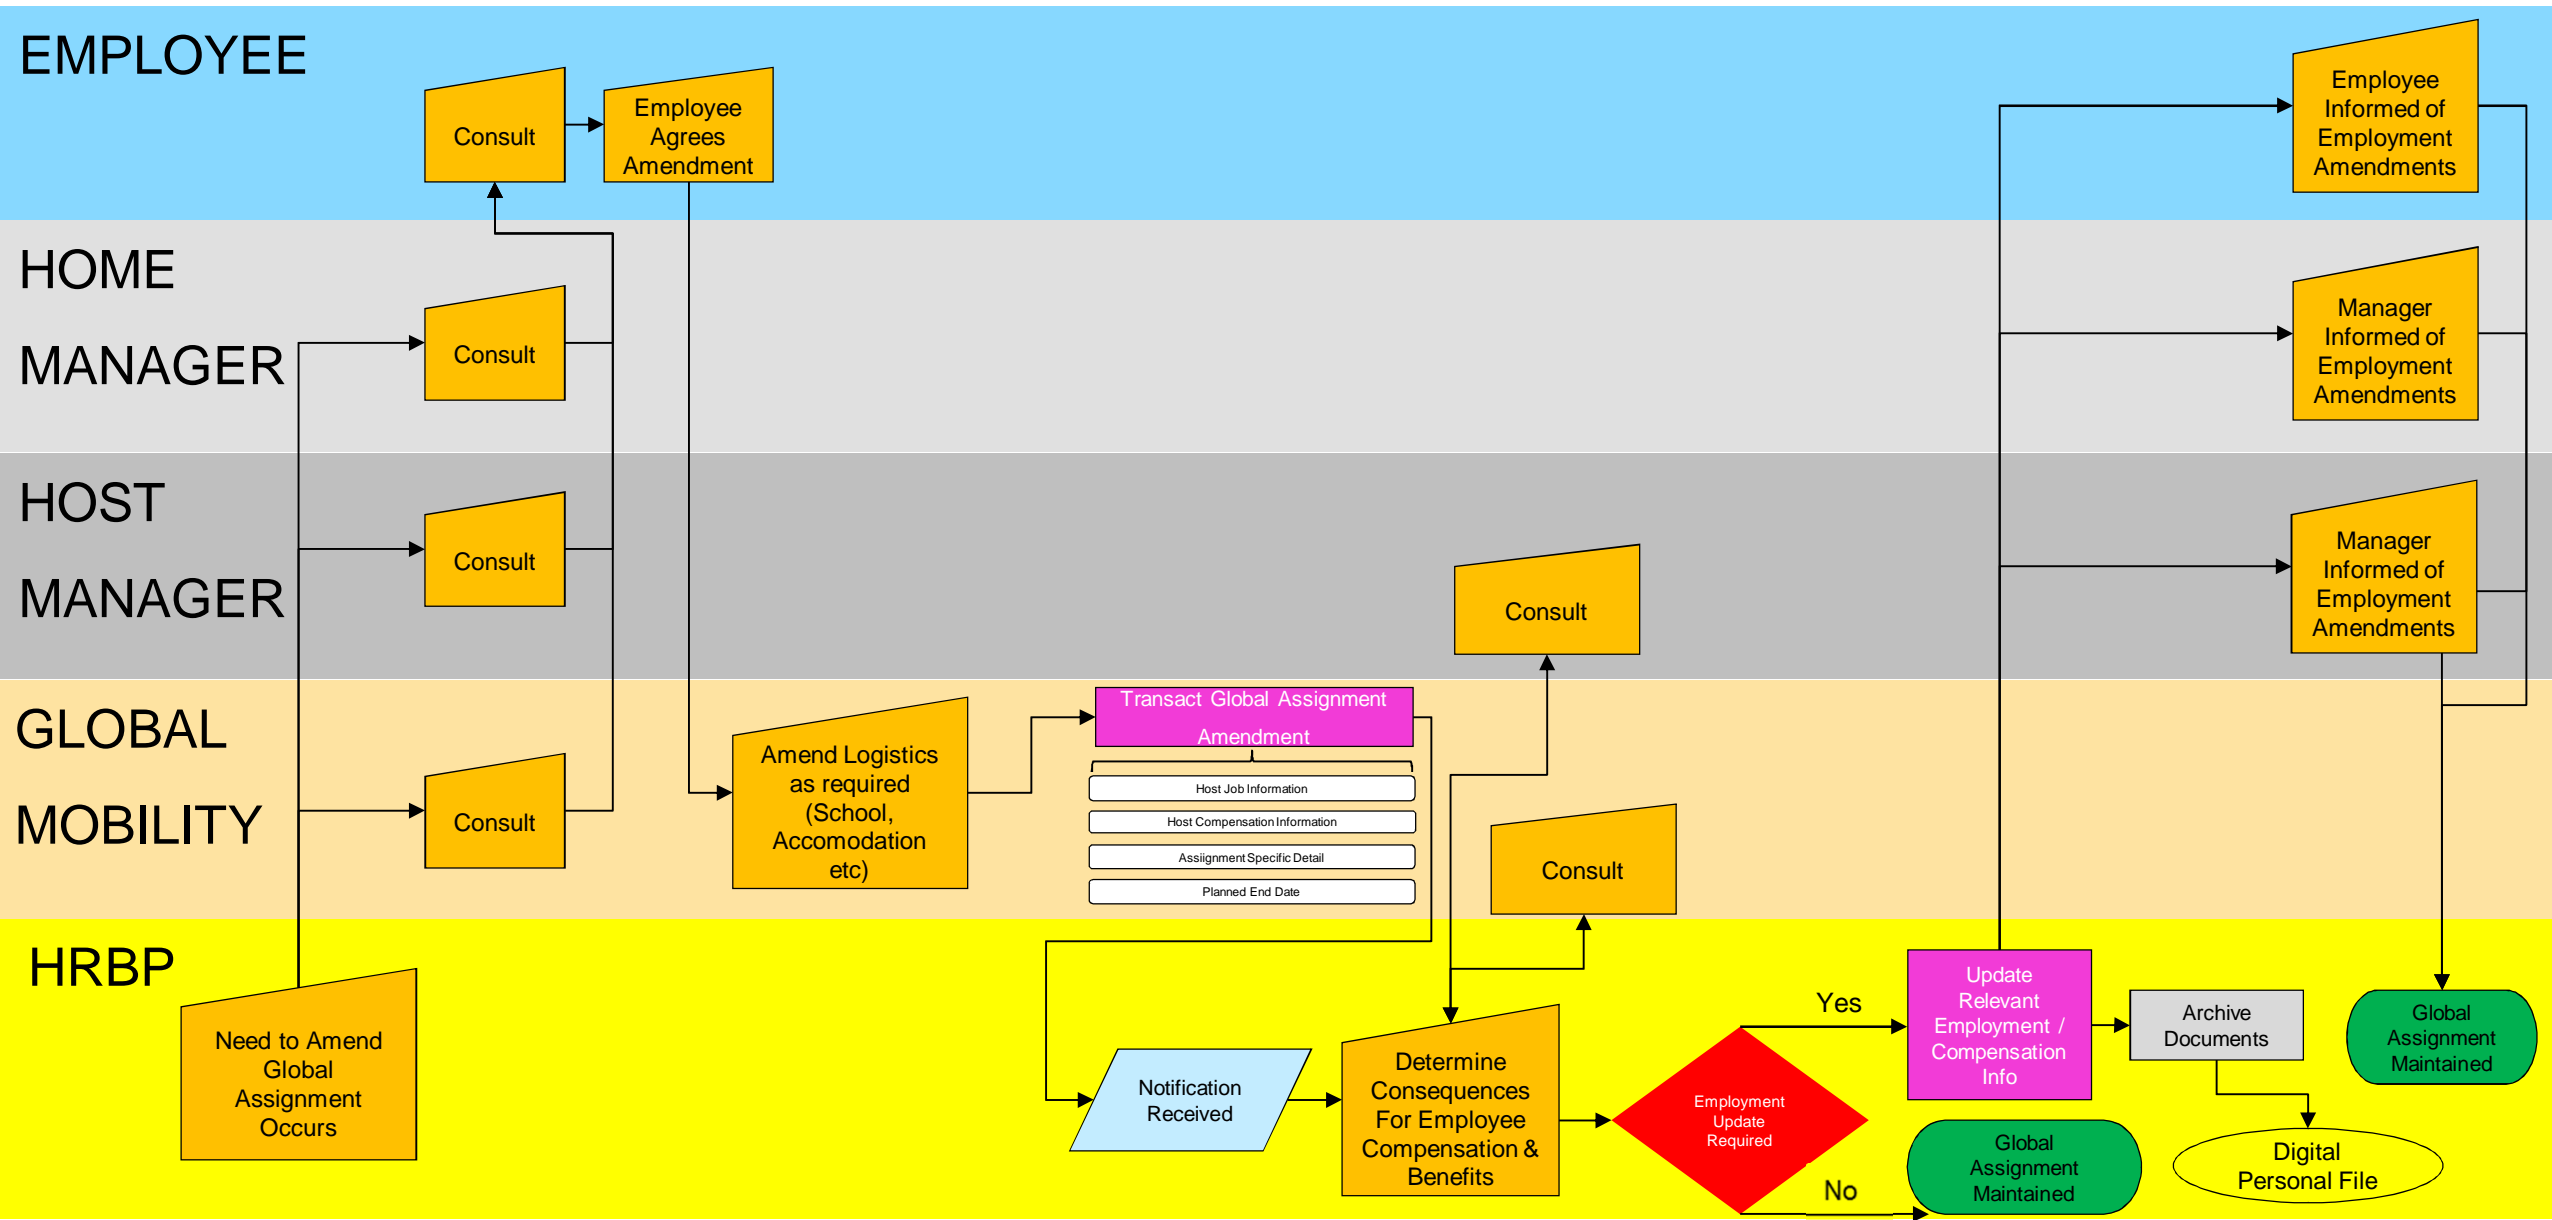 EMPLOYEE
Consult
Employee
Agrees
Amendment
Employee
Informed of
Employment
Amendments
HOME
MANAGER
Consult
Manager
Informed of
Employment
Amendments
HOST
MANAGER
Consult
Consult
Manager
Informed of
Employment
Amendments
GLOBAL
MOBILITY
Consult
Amend Logistics
as required
(School,
Accomodation
etc)
Transact Global Assignment
Amendment
Host Job Information
Host Compensation Information
Assiignment Specific Detail
Planned End Date
Consult
HRBP
Need to Amend
Global
Assignment
Occurs
Notification
Received
Determine
Consequences
For Employee
Compensation &
Benefits
Employment
Update
Required
Yes
No
Update
Relevant
Employment /
Compensation
Info
Global
Assignment
Maintained
Archive
Documents
Digital
Personal File
Global
Assignment
Maintained